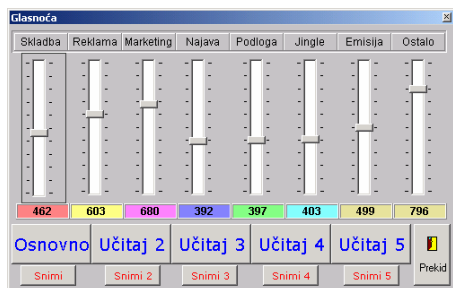 Glasnoća
Skladba Reklama Marketing Najava Podloga Jingle Emisija Ostalo
462 603 680 392 397 403 499 796
Osnovno Učitaj 2 Učitaj 3 Učitaj 4 Učitaj 5
Prekid
Snimi Snimi 2 Snimi 3 Snimi 4 Snimi 5